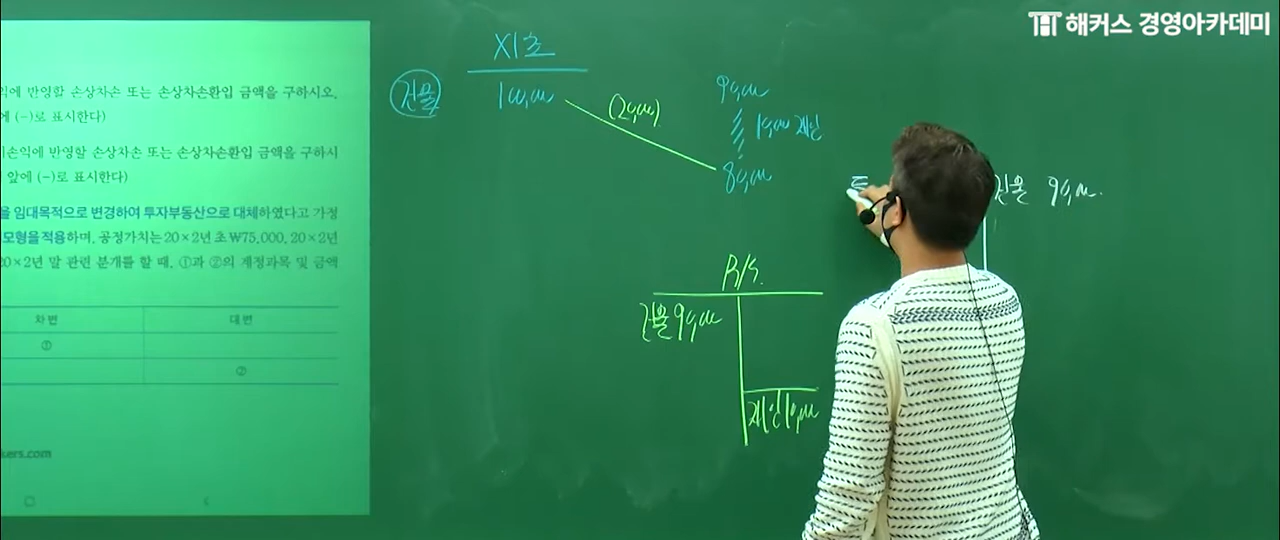 해커스 경영아카데미
익에 반영할 손상차손 또는 손상차손환입 금액을 구하시오.
에 (-)로 표시한다)
기손익에 반영할 손상차손 또는 손상차손환입 금액을 구하시
앞에 (-)로 표시한다)
을 임대목적으로 변경하여 투자부동산으로 대체하였다고 가정
모형을 적용하며, 공정가치는 20×2년 초 ₩75,000, 20×2년
20×2년 말 관련 분개를 할 때, ①과 ②의 계정과목 및 금액
차변 대변
①
②
kers.com
X1초
건물 100,000
(20,000)
90,000
10,000 재잉
80,000
B/S
건물 90,000
재잉 10,000
건물 90,000